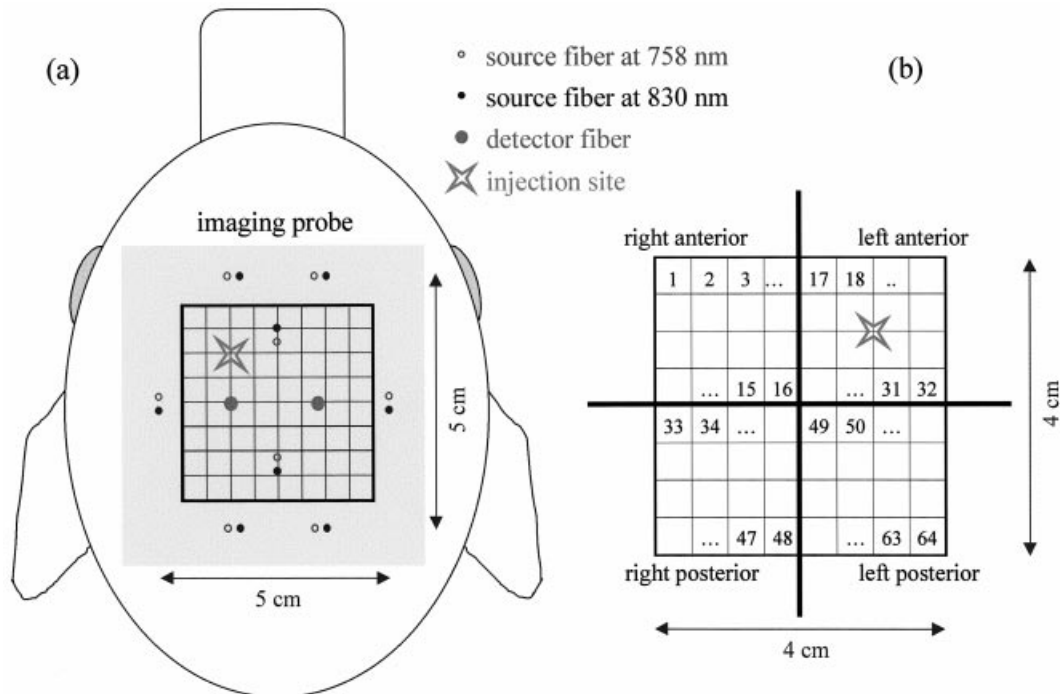 (a)
source fiber at 758 nm
source fiber at 830 nm
detector fiber
injection site
imaging probe
5 cm
5 cm
(b)
right anterior left anterior
1 2 3 ... 17 18 ..
... 15 16 ... 31 32
33 34 ... 49 50 ...
... 47 48 ... 63 64
right posterior left posterior
4 cm
4 cm